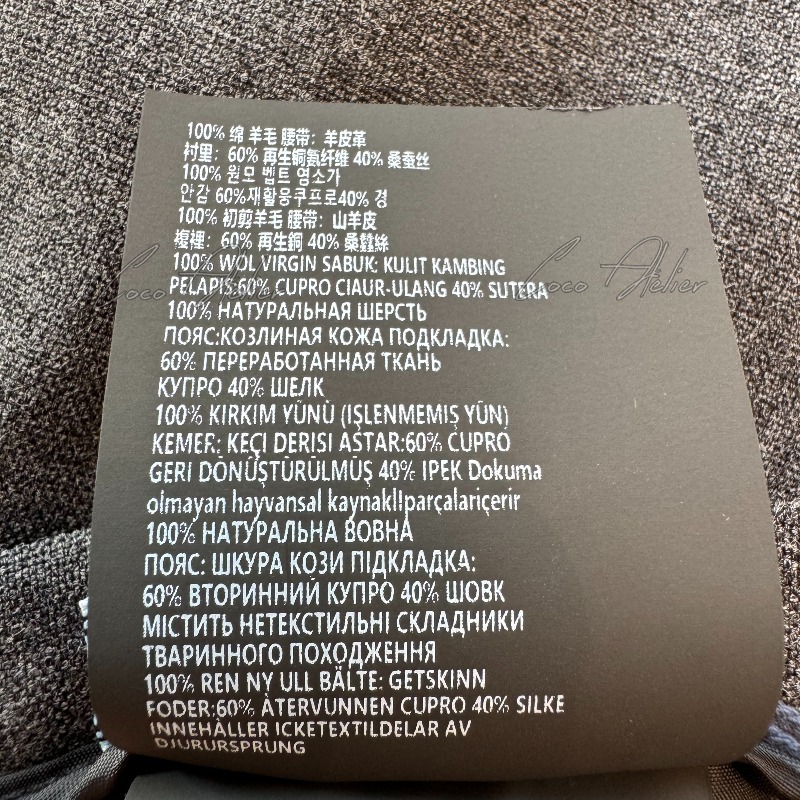 100% 绵 羊毛 腰带: 羊皮革
衬里: 60% 再生铜氨纤维 40% 桑蚕丝
100% 원모 벨트 영소가
안감 60%재활용쿠프로40% 경
100% 初剪羊毛 腰带: 山羊皮
複裡: 60% 再生銅 40% 桑蠶絲
100% WOL VIRGIN SABUK: KULIT KAMBING
PELAPIS:60% CUPRO CIAUR-ULANG 40% SUTERA
Coco Atelier
Coco Atelier
100% НАТУРАЛЬНАЯ ШЕРСТЬ
ПОЯС:КОЗЛИНАЯ КОЖА ПОДКЛАДКА:
60% ПЕРЕРАБОТАННАЯ ТКАНЬ
КУПРО 40% ШЕЛК
100% KIRKIM YÜNÜ (IŞLENMEMIŞ YÜN)
KEMER: KEÇI DERISI ASTAR:60% CUPRO
GERI DÖNÜŞTÜRÜLMÜŞ 40% IPEK Dokuma
olmayan hayvansal kaynaklıparçalariçerir
100% НАТУРАЛЬНА ВОВНА
ПОЯС: ШКУРА КОЗИ ПІДКЛАДКА:
60% ВТОРИННИЙ КУПРО 40% ШОВК
МІСТИТЬ НЕТЕКСТИЛЬНІ СКЛАДНИКИ
ТВАРИННОГО ПОХОДЖЕННЯ
100% REN NY ULL BÄLTE: GETSKINN
FODER:60% ÅTERVUNNEN CUPRO 40% SILKE
INNEHÅLLER ICKETEXTILDELAR AV
DJURURSPRUNG